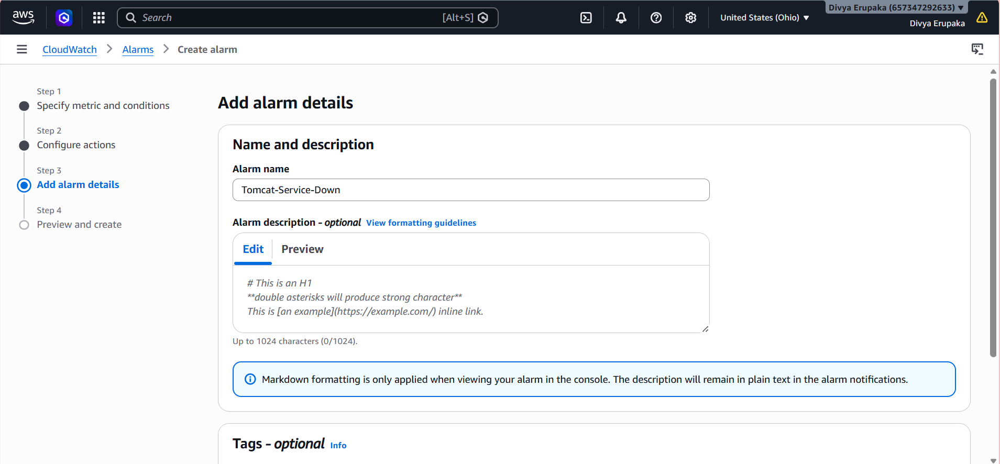 aws
Search
[Alt+S]
United States (Ohio)
Divya Erupaka (657347292633)
Divya Erupaka
CloudWatch
Alarms
Create alarm
Step 1
Specify metric and conditions
Step 2
Configure actions
Step 3
Add alarm details
Step 4
Preview and create
Add alarm details
Name and description
Alarm name
Tomcat-Service-Down
Alarm description - optional View formatting guidelines
Edit
Preview
# This is an H1
**double asterisks will produce strong character**
This is [an example](https://example.com/) inline link.
Up to 1024 characters (0/1024).
Markdown formatting is only applied when viewing your alarm in the console. The description will remain in plain text in the alarm notifications.
Tags - optional Info